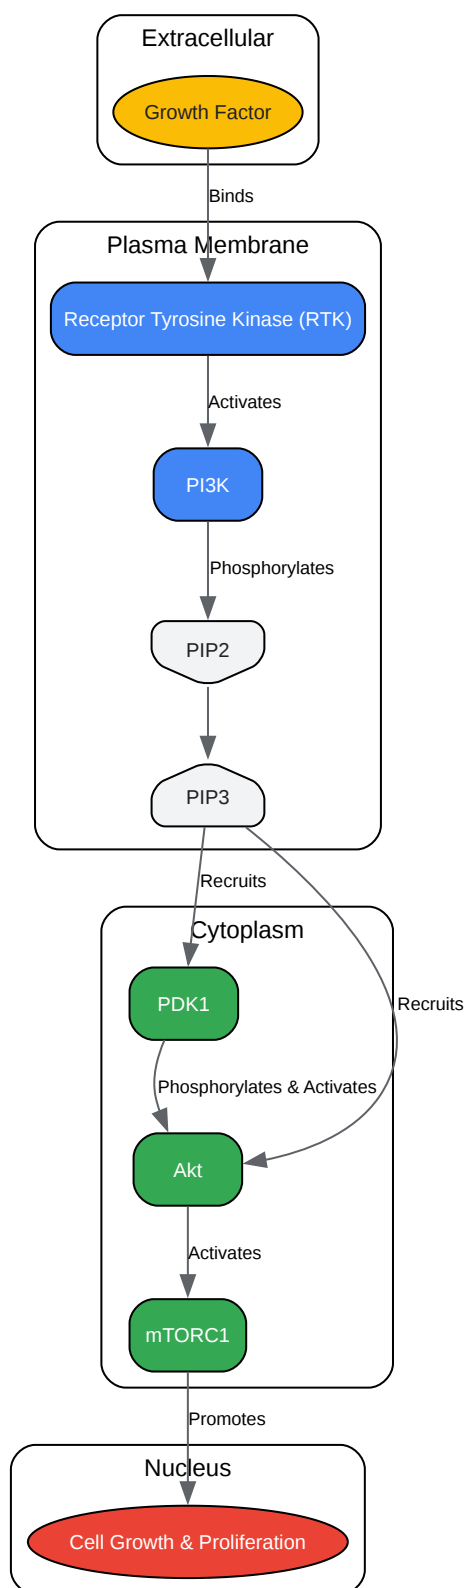 Extracellular
Growth Factor
Binds
Plasma Membrane
Receptor Tyrosine Kinase (RTK)
Activates
PI3K
Phosphorylates
PIP2
PIP3
Recruits
Cytoplasm
PDK1
Recruits
Phosphorylates & Activates
Akt
Activates
mTORC1
Promotes
Nucleus
Cell Growth & Proliferation